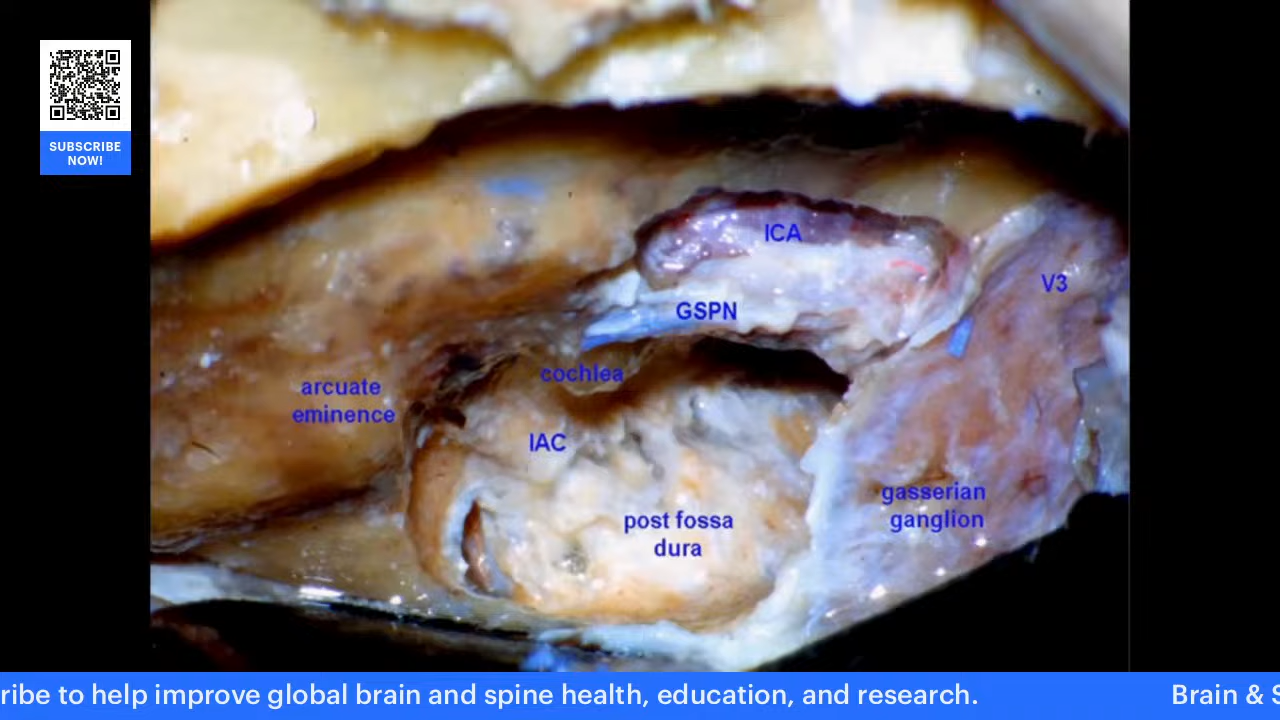 SUBSCRIBE
NOW!
ICA
V3
GSPN
cochlea
arcuate
eminence
IAC
gasserian
ganglion
post fossa
dura
ribe to help improve global brain and spine health, education, and research.
Brain & S